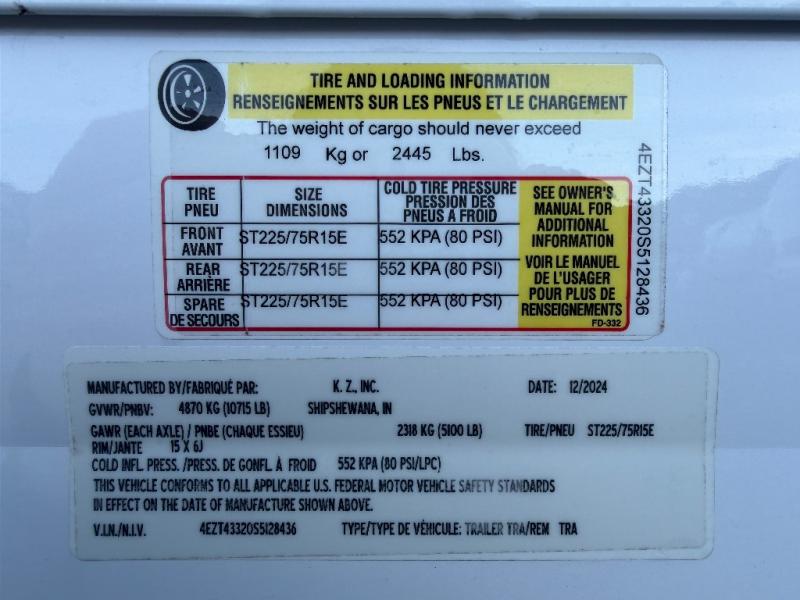 TIRE AND LOADING INFORMATION
RENSEIGNEMENTS SUR LES PNEUS ET LE CHARGEMENT
The weight of cargo should never exceed
1109 Kg or 2445 Lbs.
TIRE PNEU SIZE DIMENSIONS COLD TIRE PRESSURE PRESSION DES PNEUS A FROID
FRONT AVANT ST225/75R15E 552 KPA (80 PSI)
REAR ARRIÈRE ST225/75R15E 552 KPA (80 PSI)
SPARE DE SECOURS ST225/75R15E 552 KPA (80 PSI)
SEE OWNER'S
MANUAL FOR
ADDITIONAL
INFORMATION
VOIR LE MANUEL
DE L'USAGER
POUR PLUS DE
RENSEIGNEMENTS
FD-332
4EZT43320S5128436
MANUFACTURED BY/FABRIQUÉ PAR: K. Z., INC. DATE: 12/2024
GVWR/PNBV: 4870 KG (10715 LB) SHIPSHEWANA, IN
GAWR (EACH AXLE) / PNBE (CHAQUE ESSIEU) 2318 KG (5100 LB) TIRE/PNEU ST225/75R15E
RIM/JANTE 15 X 6J
COLD INFL. PRESS. /PRESS. DE GONFL. À FROID 552 KPA (80 PSI/LPC)
THIS VEHICLE CONFORMS TO ALL APPLICABLE U.S. FEDERAL MOTOR VEHICLE SAFETY STANDARDS
IN EFFECT ON THE DATE OF MANUFACTURE SHOWN ABOVE.
V.I.N./N.I.V. 4EZT43320S5128436 TYPE/TYPE DE VÉHICULE: TRAILER TRA/REM TRA